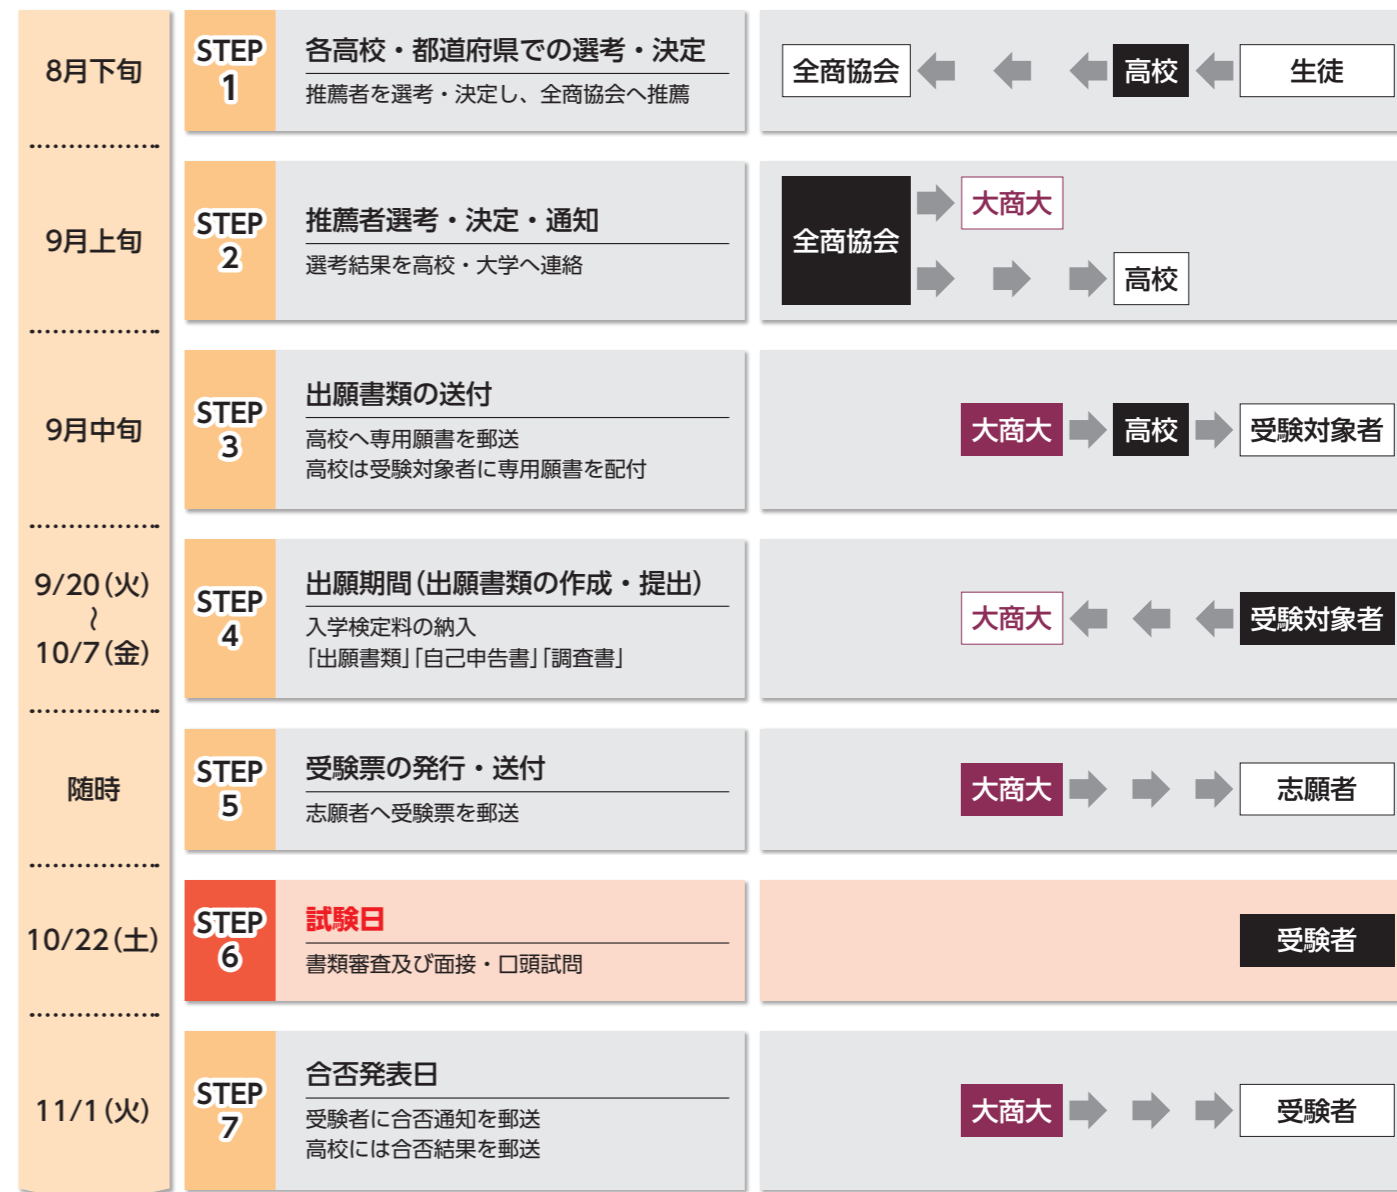 8月下旬
STEP
1
各高校・都道府県での選考・決定
推薦者を選考・決定し、全商協会へ推薦
全商協会 高校 生徒
9月上旬
STEP
2
推薦者選考・決定・通知
選考結果を高校・大学へ連絡
全商協会
大商大
高校
9月中旬
STEP
3
出願書類の送付
高校へ専用願書を郵送
高校は受験対象者に専用願書を配付
大商大 高校 受験対象者
9/20(火)
〜
10/7(金)
STEP
4
出願期間(出願書類の作成・提出)
入学検定料の納入
「出願書類」「自己申告書」「調査書」
大商大 受験対象者
随時
STEP
5
受験票の発行・送付
志願者へ受験票を郵送
大商大 志願者
10/22(土)
STEP
6
試験日
書類審査及び面接・口頭試問
受験者
11/1(火)
STEP
7
合否発表日
受験者に合否通知を郵送
高校には合否結果を郵送
大商大 受験者